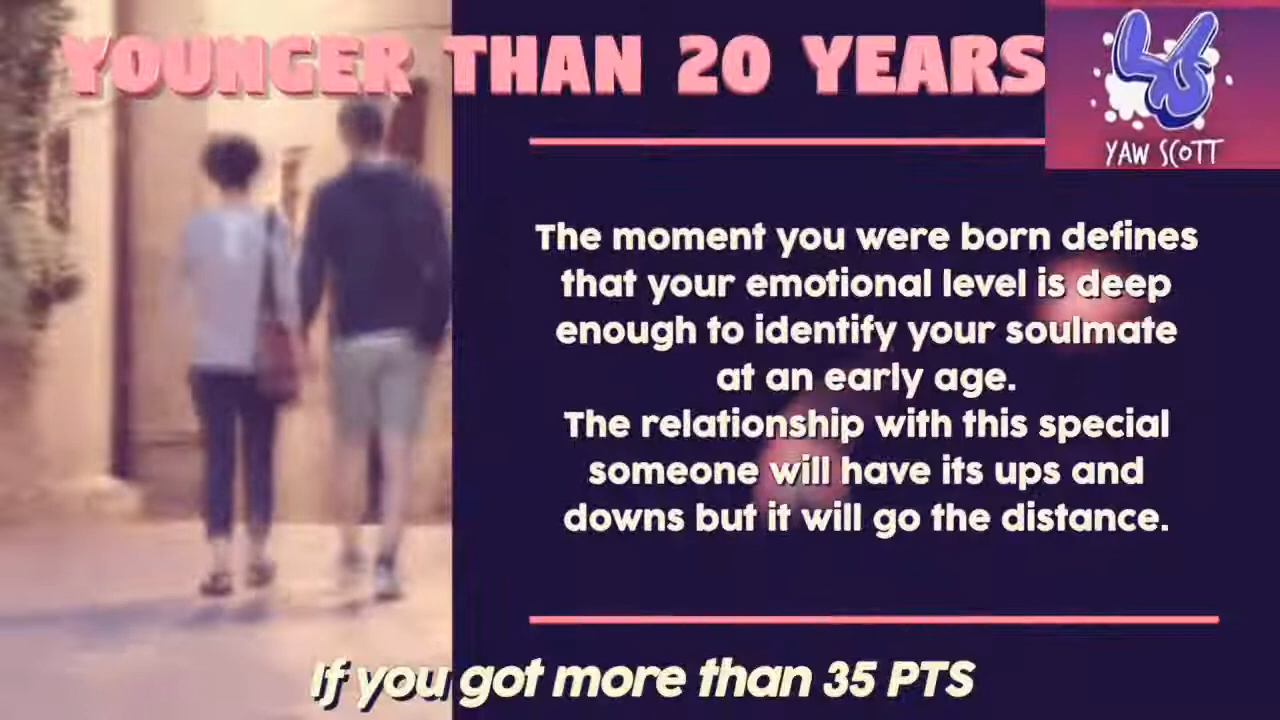 YOUNGER THAN 20 YEARS
YAW SCOTT
The moment you were born defines
that your emotional level is deep
enough to identify your soulmate
at an early age.
The relationship with this special
someone will have its ups and
downs but it will go the distance.
If you got more than 35 PTS